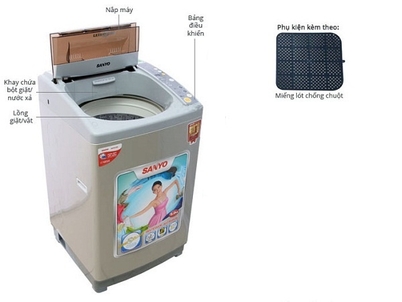 Nắp máy
Bảng
điều
khiển
Phụ kiện kèm theo:
SANYO
Khay chứa
bột giặt/
nước xả
Miếng lót chống chuột
Lồng
giặt/vắt
SANYO